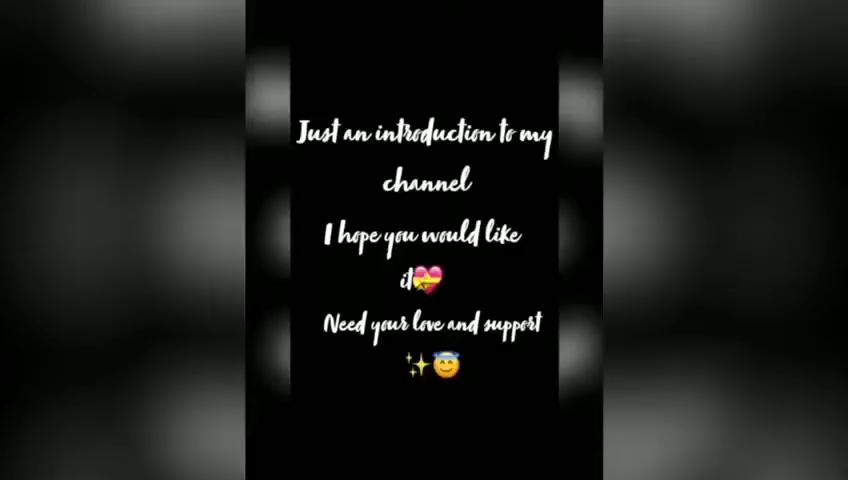 Just an introduction to my
channel
I hope you would like
it💝
Need your love and support
✨😇